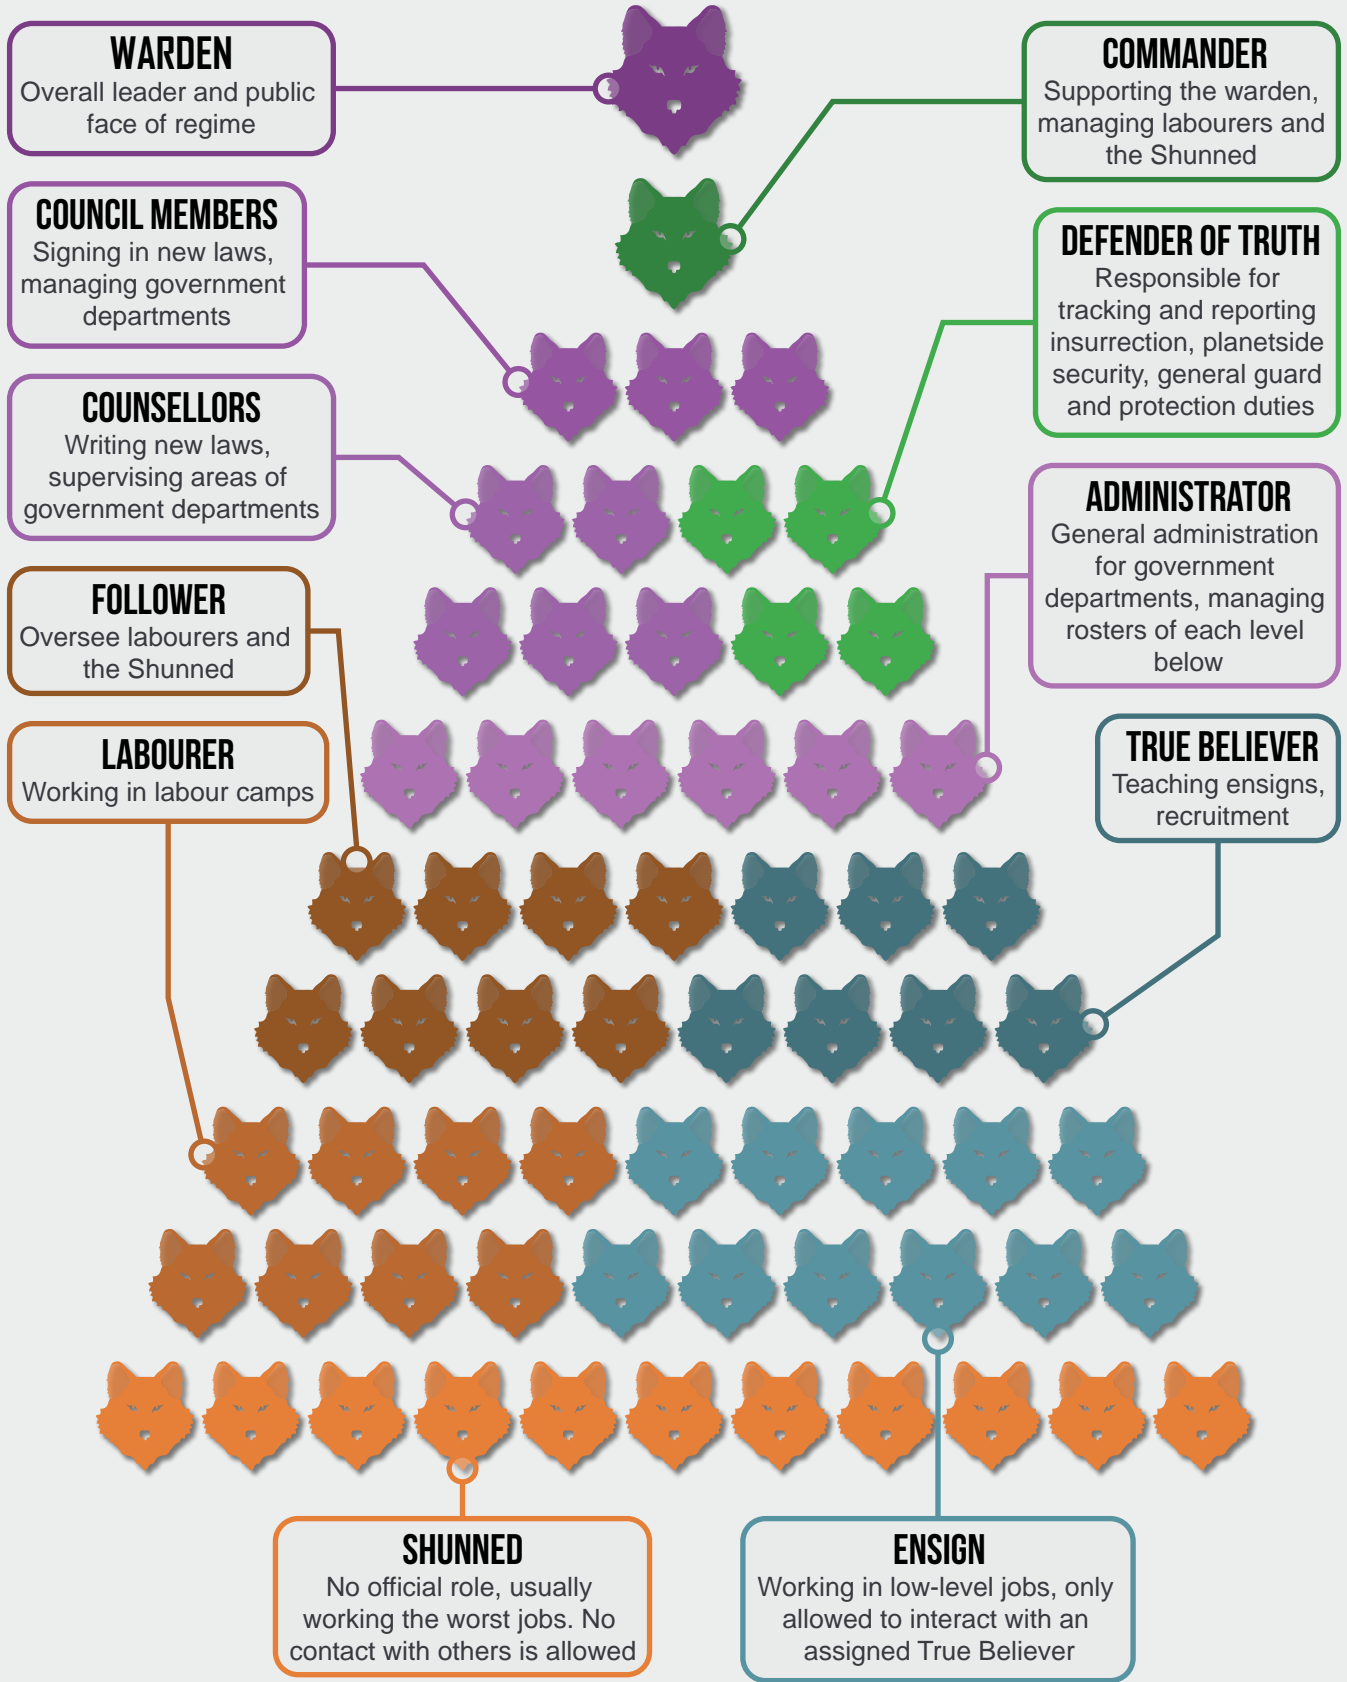 WARDEN
Overall leader and public
face of regime
COMMANDER
Supporting the warden,
managing labourers and
the Shunned
COUNCIL MEMBERS
Signing in new laws,
managing government
departments
DEFENDER OF TRUTH
Responsible for
tracking and reporting
insurrection, planetside
security, general guard
and protection duties
COUNSELLORS
Writing new laws,
supervising areas of
government departments
ADMINISTRATOR
General administration
for government
departments, managing
rosters of each level
below
FOLLOWER
Oversee labourers and
the Shunned
LABOURER
Working in labour camps
TRUE BELIEVER
Teaching ensigns,
recruitment
SHUNNED
No official role, usually
working the worst jobs. No
contact with others is allowed
ENSIGN
Working in low-level jobs, only
allowed to interact with an
assigned True Believer